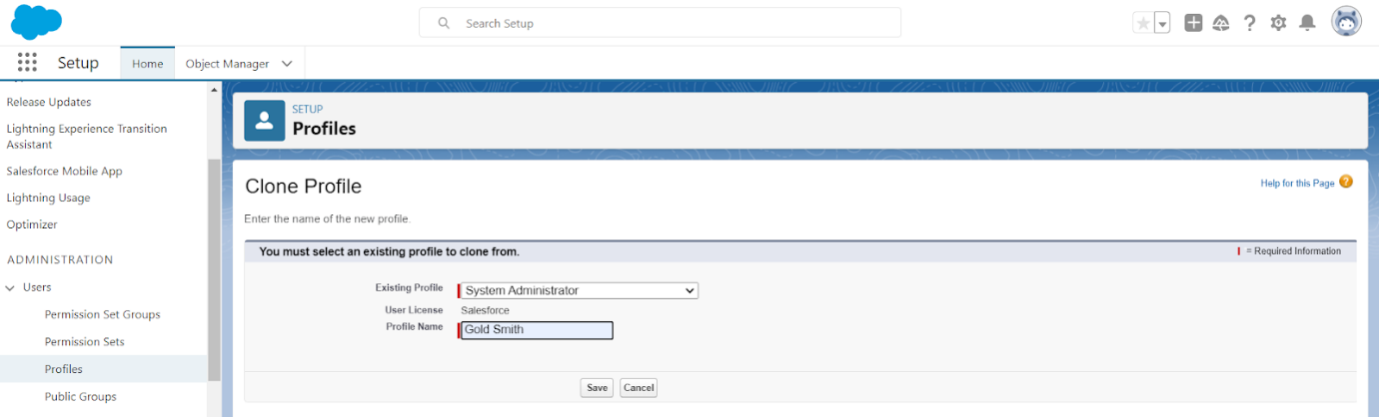 Search Setup
Setup
Home
Object Manager
Release Updates
Lightning Experience Transition
Assistant
Salesforce Mobile App
Lightning Usage
Optimizer
ADMINISTRATION
Users
Permission Set Groups
Permission Sets
Profiles
Public Groups
SETUP
Profiles
Clone Profile
Help for this Page
Enter the name of the new profile.
You must select an existing profile to clone from.
= Required Information
Existing Profile System Administrator
User License Salesforce
Profile Name Gold Smith
Save Cancel